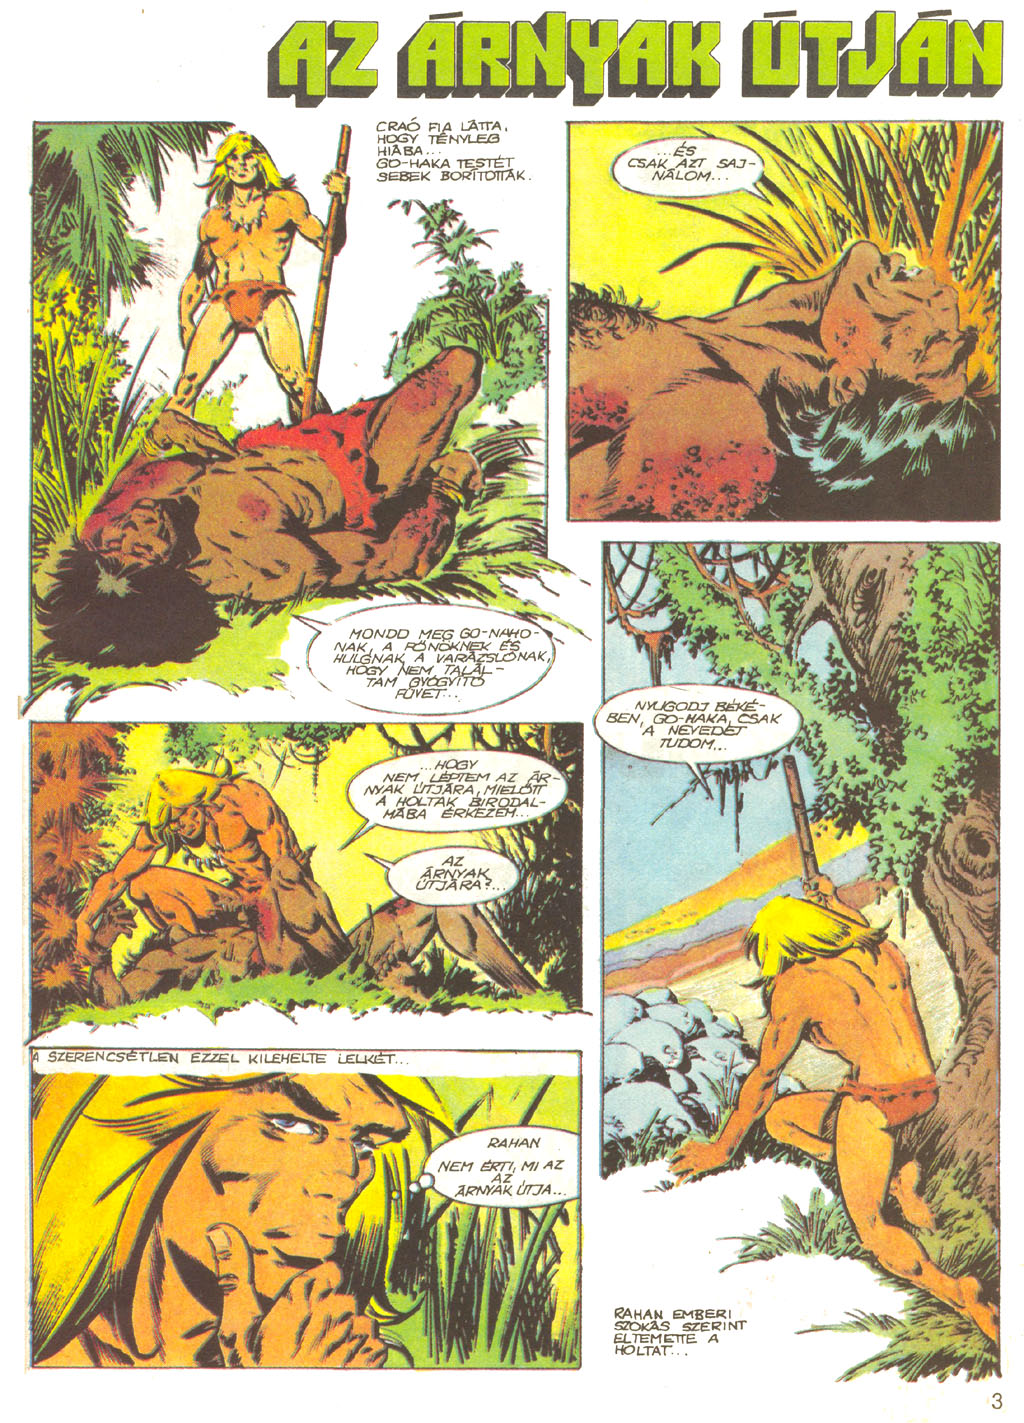 AZ ÁRNYAK ÚTJÁN
CRAÓ FIA LÁTTA,
HOGY TÉNYLEG
HIÁBA...
GO-HAKA TESTÉT
SEBEK BORÍTOTTÁK.
MONDD MEG GO-NAHO-
NAK, A FŐNÖKNEK ÉS
HULGNAK, A VARÁZSLÓNAK,
HOGY NEM TALÁL-
TAM GYÓGYÍTÓ
FÜVET...
...ÉS
CSAK AZT SAJ-
NÁLOM...
...HOGY
NEM LÉPTEM AZ ÁR-
NYAK ÚTJÁRA, MIELŐTT
A HOLTAK BIRODAL-
MÁBA ÉRKEZEM...
AZ
ÁRNYAK
ÚTJÁRA?...
A SZERENCSÉTLEN EZZEL KILEHELTE LELKÉT...
RAHAN
NEM ÉRTI, MI AZ
AZ
ÁRNYAK ÚTJA...
NYUGODJ BÉKÉ-
BEN, GO-HAKA, CSAK
A NEVEDET
TUDOM...
RAHAN EMBERI
SZOKÁS SZERINT
ELTEMETTE A
HOLTAT...
3